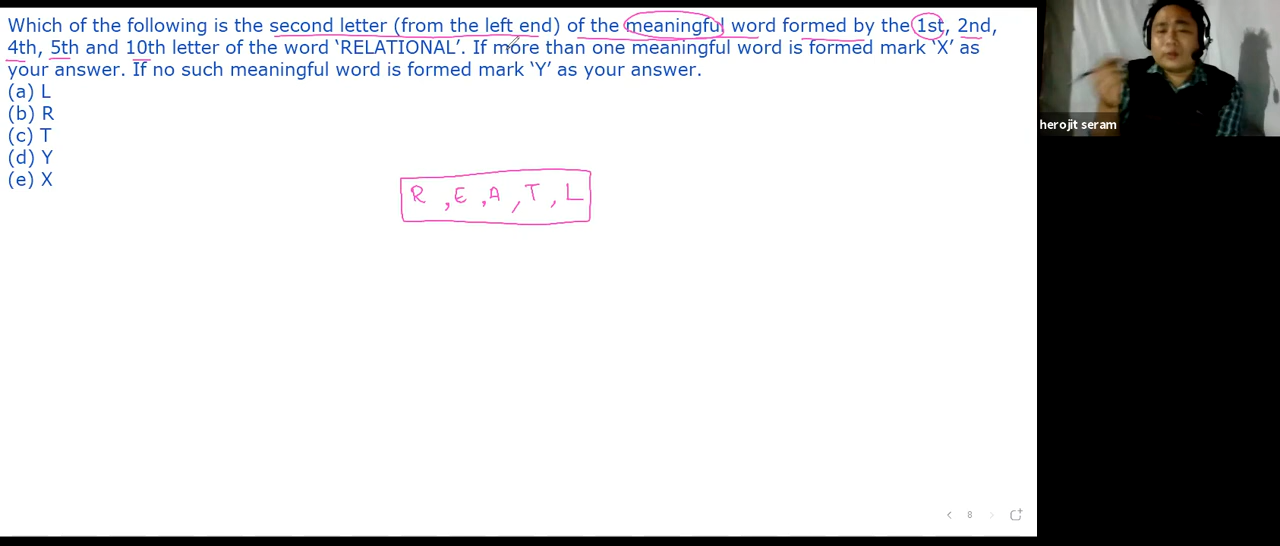 Which of the following is the second letter (from the left end) of the meaningful word formed by the 1st, 2nd,
4th, 5th and 10th letter of the word ‘RELATIONAL’. If more than one meaningful word is formed mark ‘X’ as
your answer. If no such meaningful word is formed mark ‘Y’ as your answer.
(a) L
(b) R
(c) T
(d) Y
(e) X
R , E , A , T , L
herojit seram
8